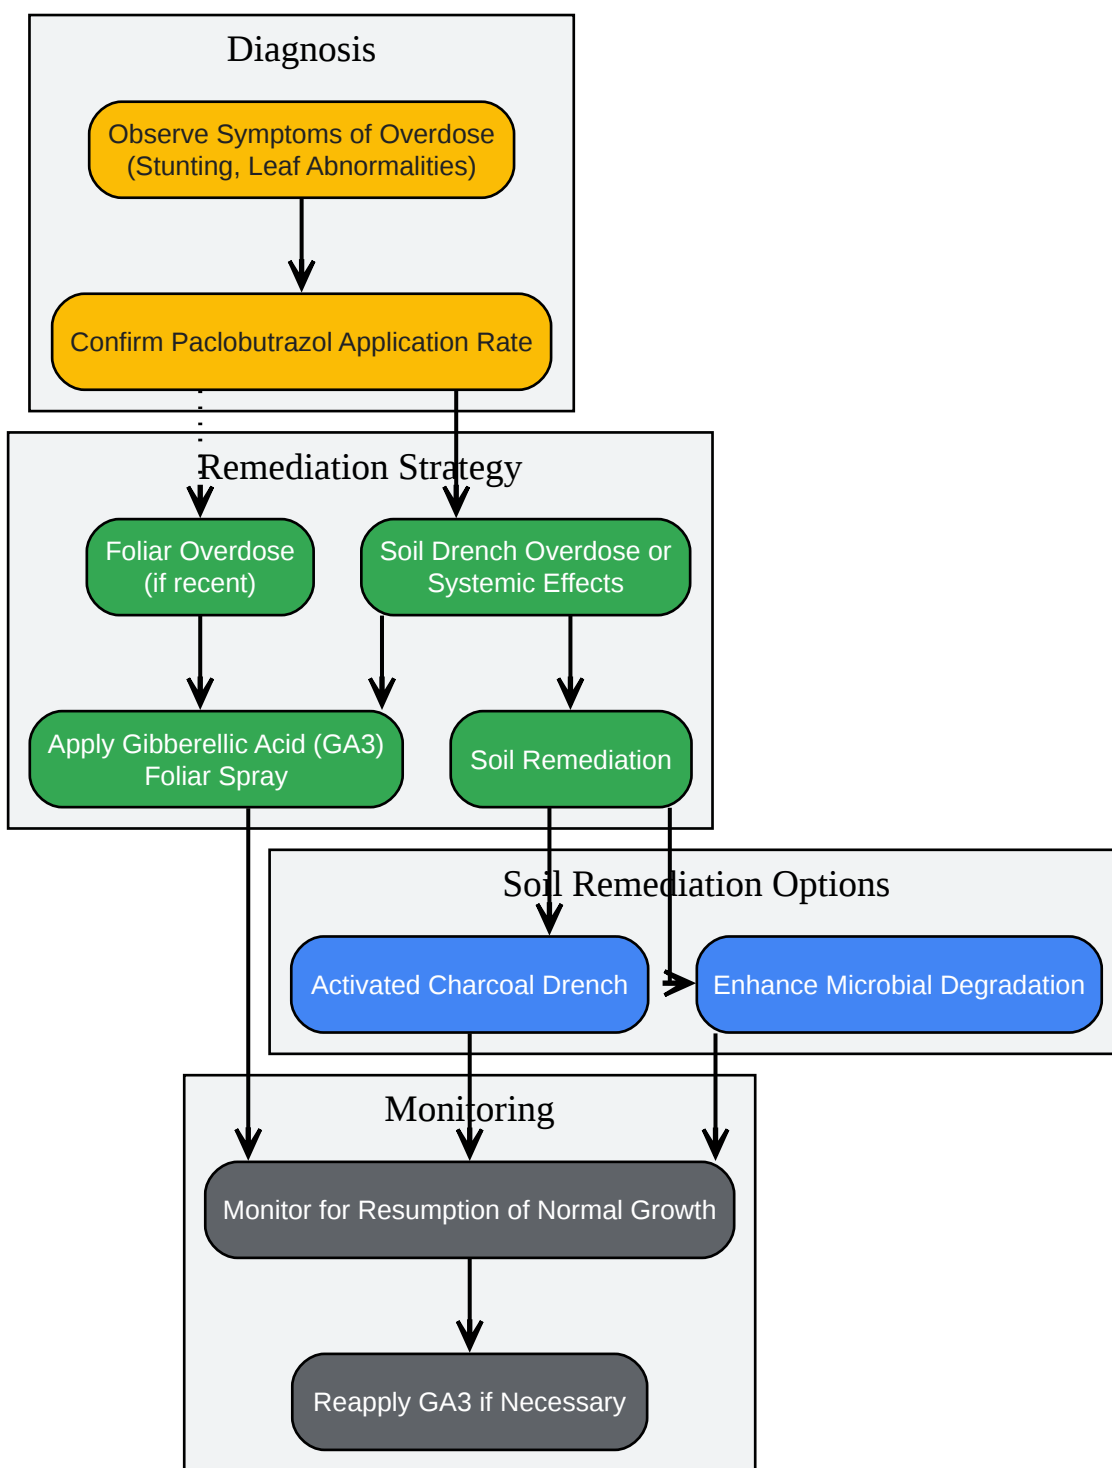 Diagnosis
Observe Symptoms of Overdose
(Stunting, Leaf Abnormalities)
Confirm Paclobutrazol Application Rate
Remediation Strategy
Foliar Overdose
(if recent)
Soil Drench Overdose or
Systemic Effects
Apply Gibberellic Acid (GA3)
Foliar Spray
Soil Remediation
Soil Remediation Options
Activated Charcoal Drench
Enhance Microbial Degradation
Monitoring
Monitor for Resumption of Normal Growth
Reapply GA3 if Necessary